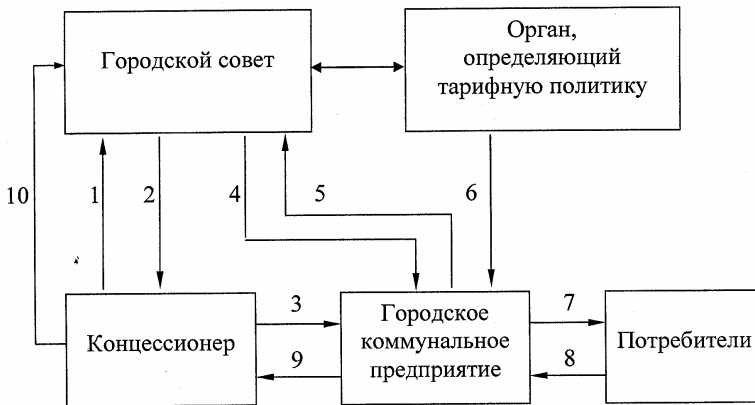 Городской совет
Орган,
определяющий
тарифную политику
10
1
2
4
5
6
Концессионер
3
9
Городское
коммунальное
предприятие
7
8
Потребители